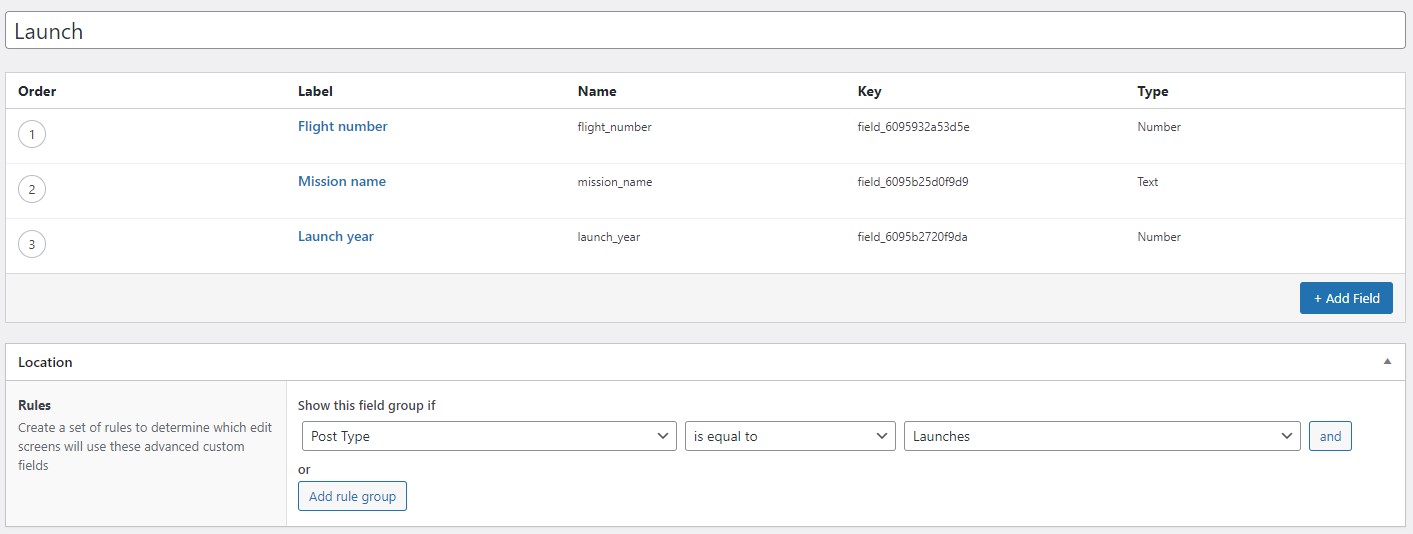 Launch
Order Label Name Key Type
1 Flight number flight_number field_6095932a53d5e Number
2 Mission name mission_name field_6095b25d0f9d9 Text
3 Launch year launch_year field_6095b2720f9da Number
+ Add Field
Location
Rules
Create a set of rules to determine which edit
screens will use these advanced custom
fields
Show this field group if
Post Type is equal to Launches and
or
Add rule group